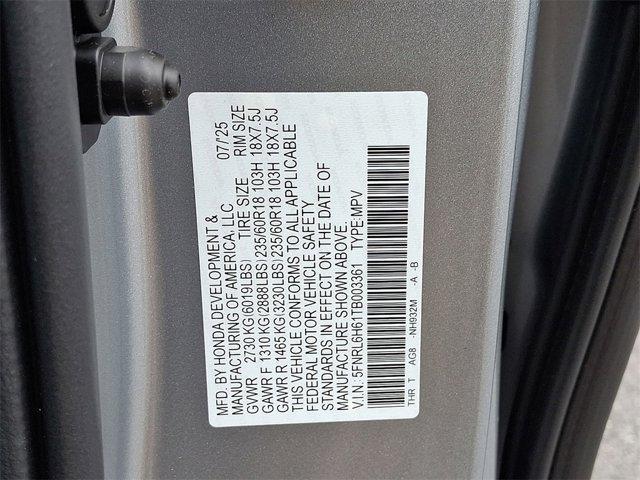 MFD. BY HONDA DEVELOPMENT &
MANUFACTURING OF AMERICA, LLC 07/'25
GVWR 2730 KG(6019LBS) TIRE SIZE RIM SIZE
GAWR F 1310 KG(2888LBS) 235/60R18 103H 18X7.5J
GAWR R 1465 KG(3230LBS) 235/60R18 103H 18X7.5J
THIS VEHICLE CONFORMS TO ALL APPLICABLE
FEDERAL MOTOR VEHICLE SAFETY
STANDARDS IN EFFECT ON THE DATE OF
MANUFACTURE SHOWN ABOVE.
V.I.N.: 5FNRL6H61TB003361 TYPE:MPV
THR T AG8 -NH932M -A -B